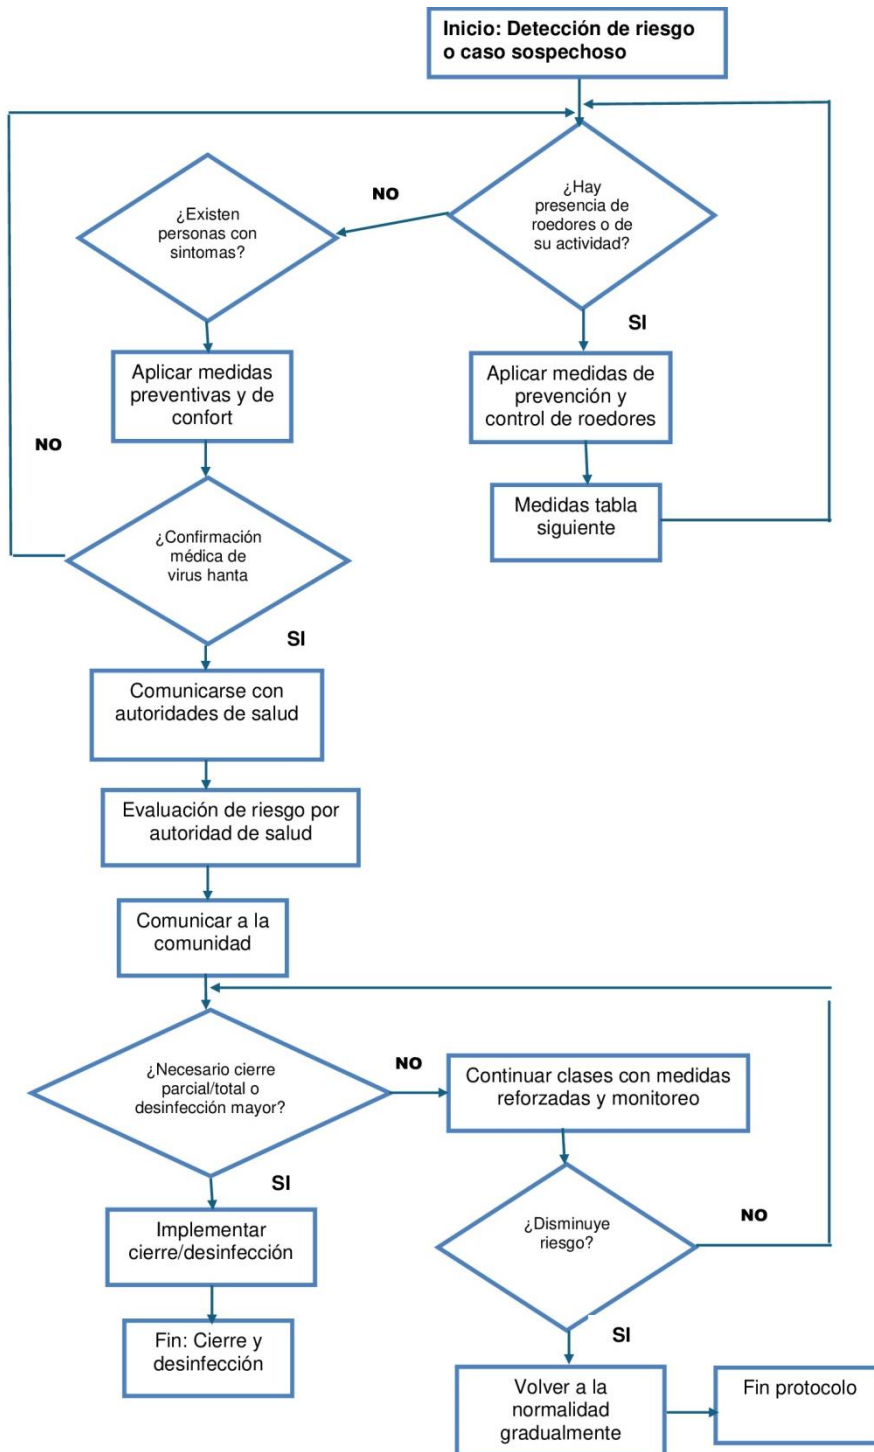 Inicio: Detección de riesgo
o caso sospechoso
¿Hay
presencia de
roedores o de
su actividad?
NO
¿Existen
personas con
sintomas?
SI
Aplicar medidas
preventivas y de
confort
Aplicar medidas de
prevención y
control de roedores
NO
Medidas tabla
siguiente
¿Confirmación
médica de
virus hanta
SI
Comunicarse con
autoridades de salud
Evaluación de riesgo por
autoridad de salud
Comunicar a la
comunidad
¿Necesario cierre
parcial/total o
desinfección mayor?
NO
Continuar clases con medidas
reforzadas y monitoreo
SI
Implementar
cierre/desinfección
¿Disminuye
riesgo?
NO
Fin: Cierre y
desinfección
SI
Volver a la
normalidad
gradualmente
Fin protocolo